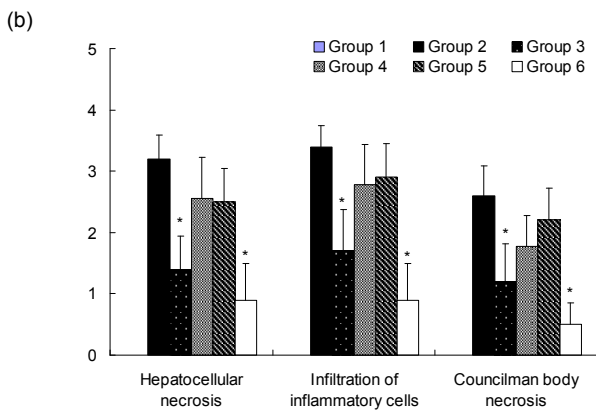 (b)
5
4
3
2
1
0
Group 1 Group 2 Group 3
Group 4 Group 5 Group 6
* * * * * *
Hepatocellular necrosis
Infiltration of inflammatory cells
Councilman body necrosis